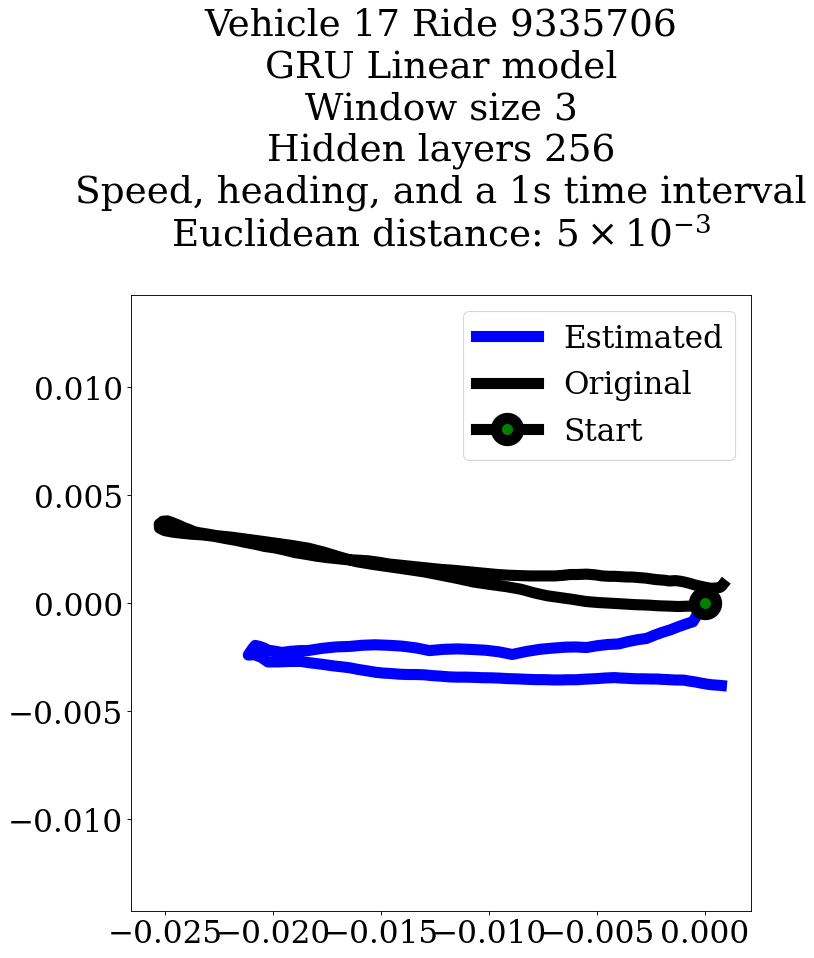 Vehicle 17 Ride 9335706
GRU Linear model
Window size 3
Hidden layers 256
Speed, heading, and a 1s time interval
Euclidean distance: 5 × 10⁻³
Estimated
Original
Start
0.010
0.005
0.000
−0.005
−0.010
−0.025 −0.020 −0.015 −0.010 −0.005 0.000